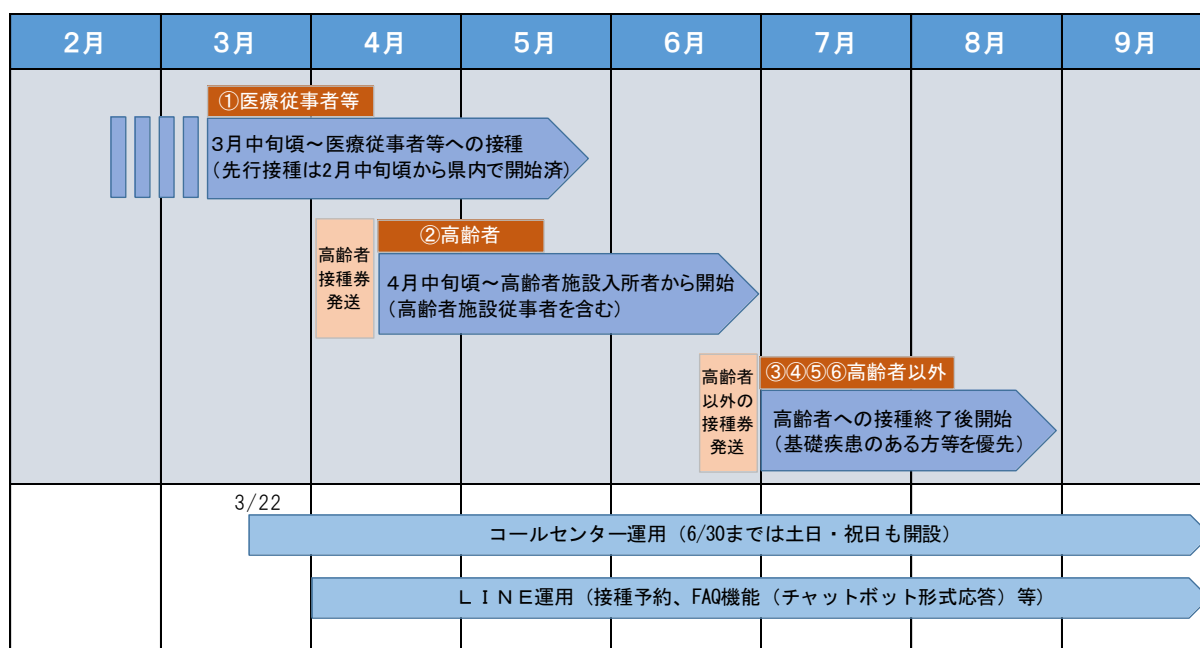 ２月
３月
４月
５月
６月
７月
８月
９月
①医療従事者等
３月中旬頃～医療従事者等への接種
（先行接種は2月中旬頃から県内で開始済）
高齢者
接種券
発送
②高齢者
４月中旬頃～高齢者施設入所者から開始
（高齢者施設従事者を含む）
高齢者
以外の
接種券
発送
③④⑤⑥高齢者以外
高齢者への接種終了後開始
（基礎疾患のある方等を優先）
3/22
コールセンター運用（6/30までは土日・祝日も開設）
ＬＩＮＥ運用（接種予約、FAQ機能（チャットボット形式応答）等）